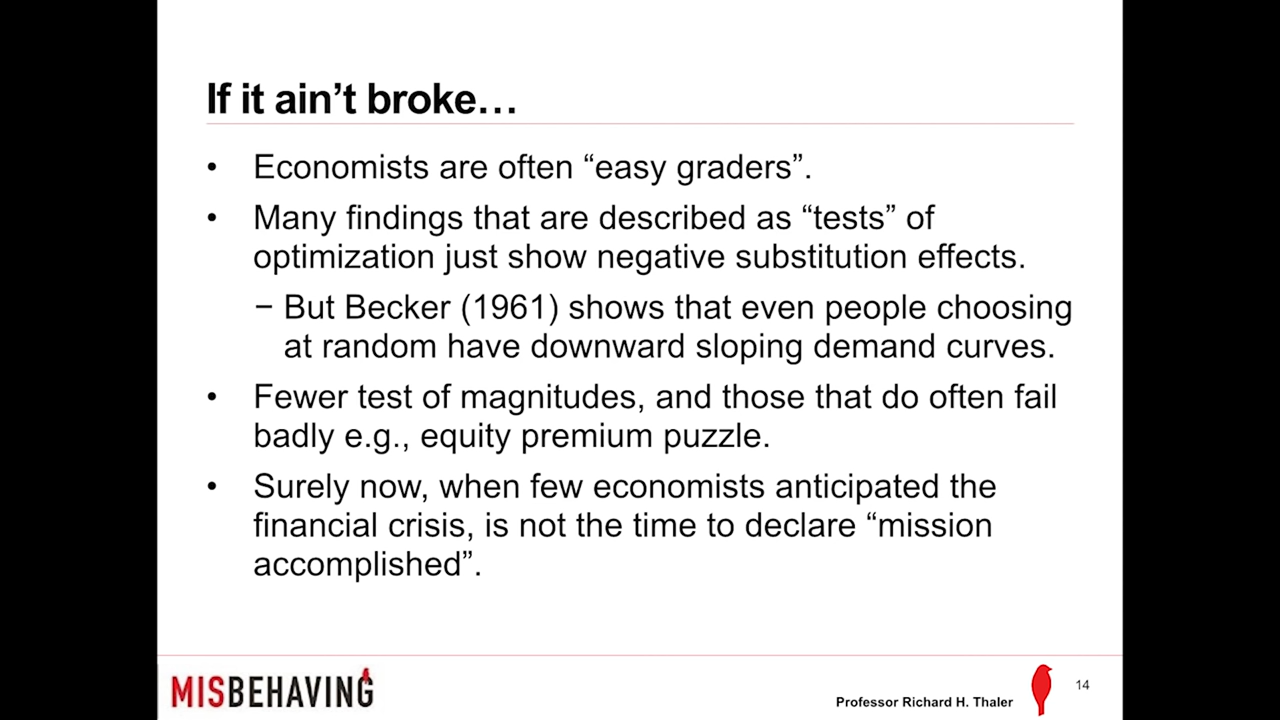 If it ain’t broke…
• Economists are often “easy graders”.
• Many findings that are described as “tests” of
optimization just show negative substitution effects.
− But Becker (1961) shows that even people choosing
at random have downward sloping demand curves.
• Fewer test of magnitudes, and those that do often fail
badly e.g., equity premium puzzle.
• Surely now, when few economists anticipated the
financial crisis, is not the time to declare “mission
accomplished”.
MISBEHAVING
Professor Richard H. Thaler
14